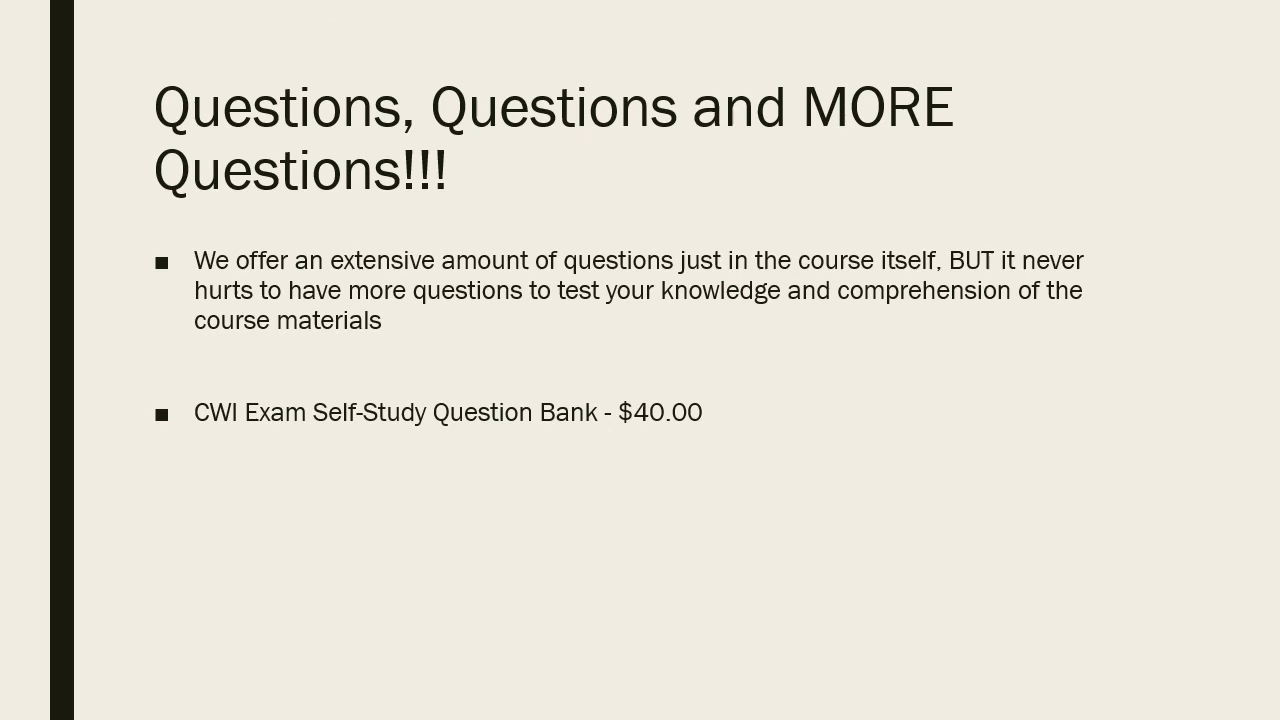 Questions, Questions and MORE
Questions!!!
■ We offer an extensive amount of questions just in the course itself, BUT it never
hurts to have more questions to test your knowledge and comprehension of the
course materials
■ CWI Exam Self-Study Question Bank - $40.00